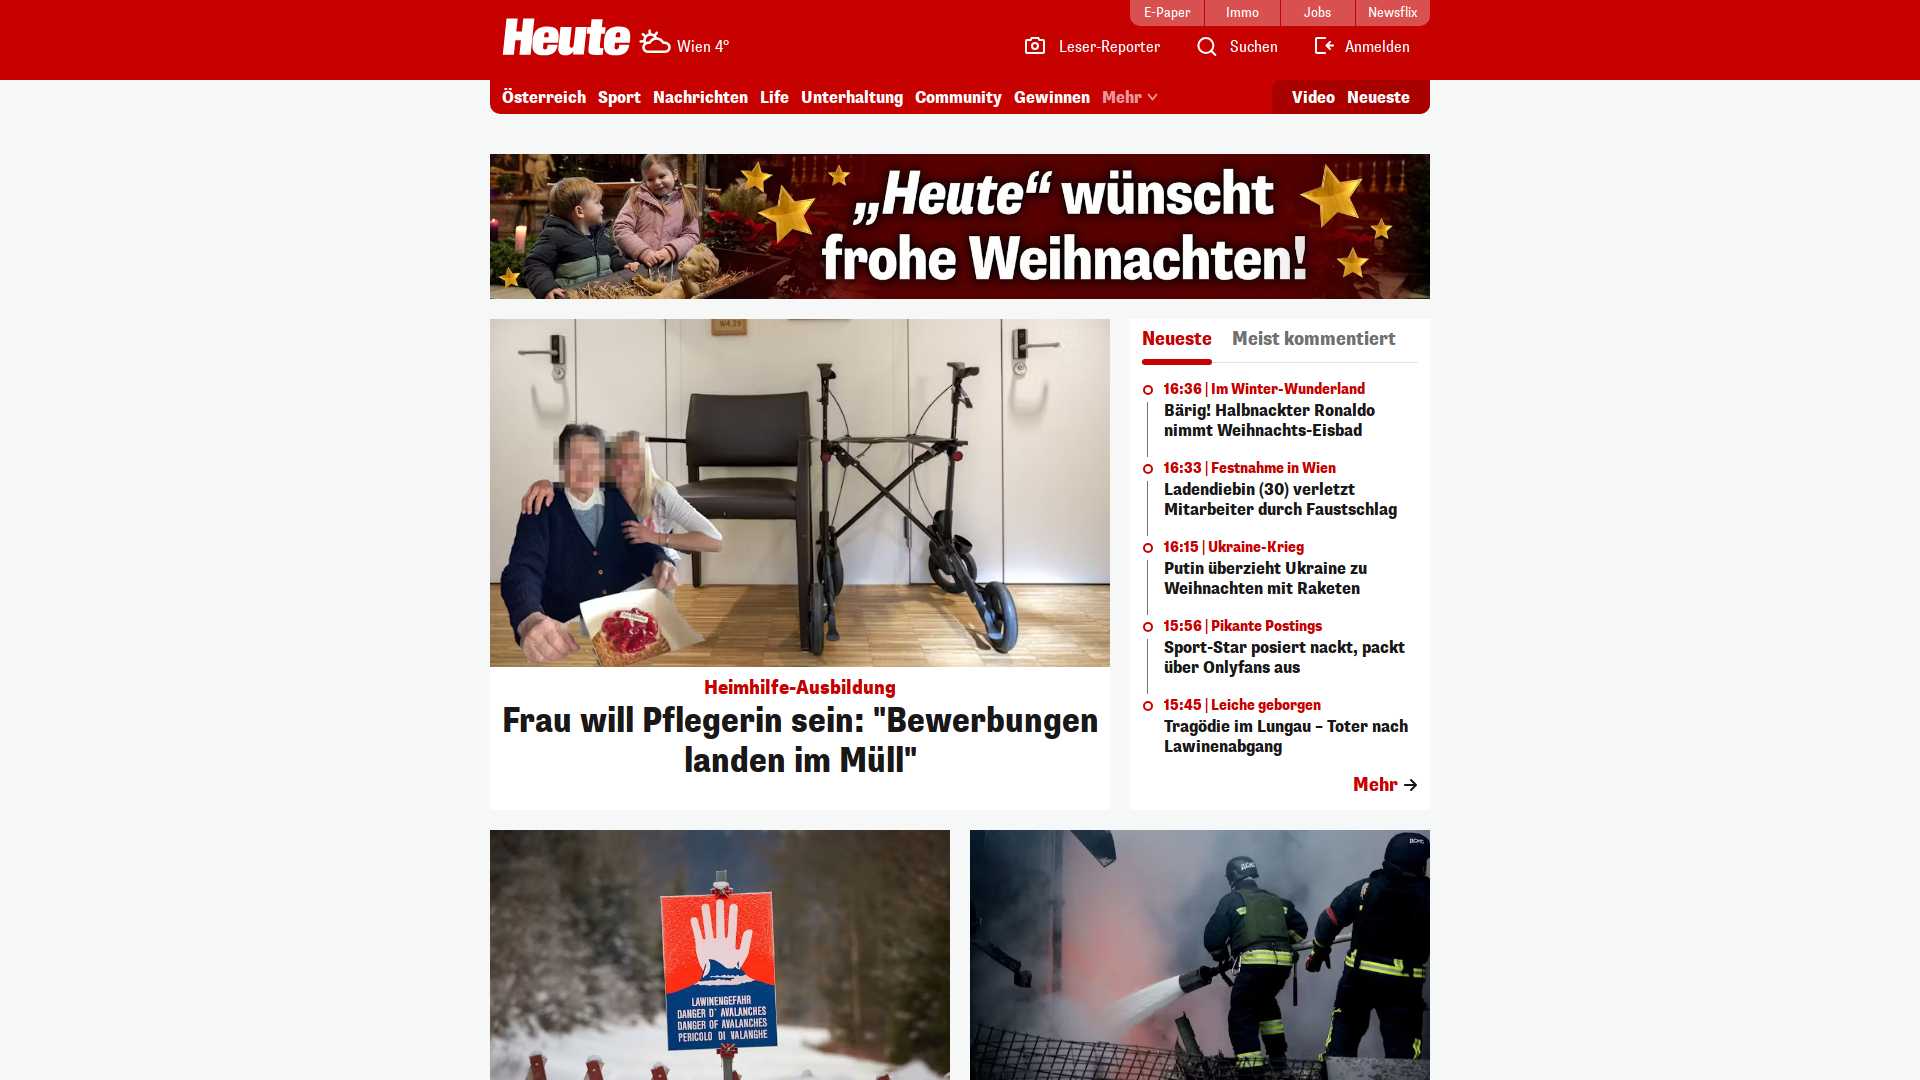 E-Paper
Immo
Jobs
Newsflix
Heute
Wien 4°
Leser-Reporter
Suchen
Anmelden
Österreich
Sport
Nachrichten
Life
Unterhaltung
Community
Gewinnen
Mehr
Video
Neueste
„Heute“ wünscht
frohe Weihnachten!
W4.29
Heimhilfe-Ausbildung
Frau will Pflegerin sein: "Bewerbungen
landen im Müll"
Neueste
Meist kommentiert
16:36 | Im Winter-Wunderland
Bärig! Halbnackter Ronaldo
nimmt Weihnachts-Eisbad
16:33 | Festnahme in Wien
Ladendiebin (30) verletzt
Mitarbeiter durch Faustschlag
16:15 | Ukraine-Krieg
Putin überzieht Ukraine zu
Weihnachten mit Raketen
15:56 | Pikante Postings
Sport-Star posiert nackt, packt
über Onlyfans aus
15:45 | Leiche geborgen
Tragödie im Lungau – Toter nach
Lawinenabgang
Mehr
LAWINENGEFAHR
DANGER D'AVALANCHES
DANGER OF AVALANCHES
PERICOLO DI VALANGHE
ДСНС